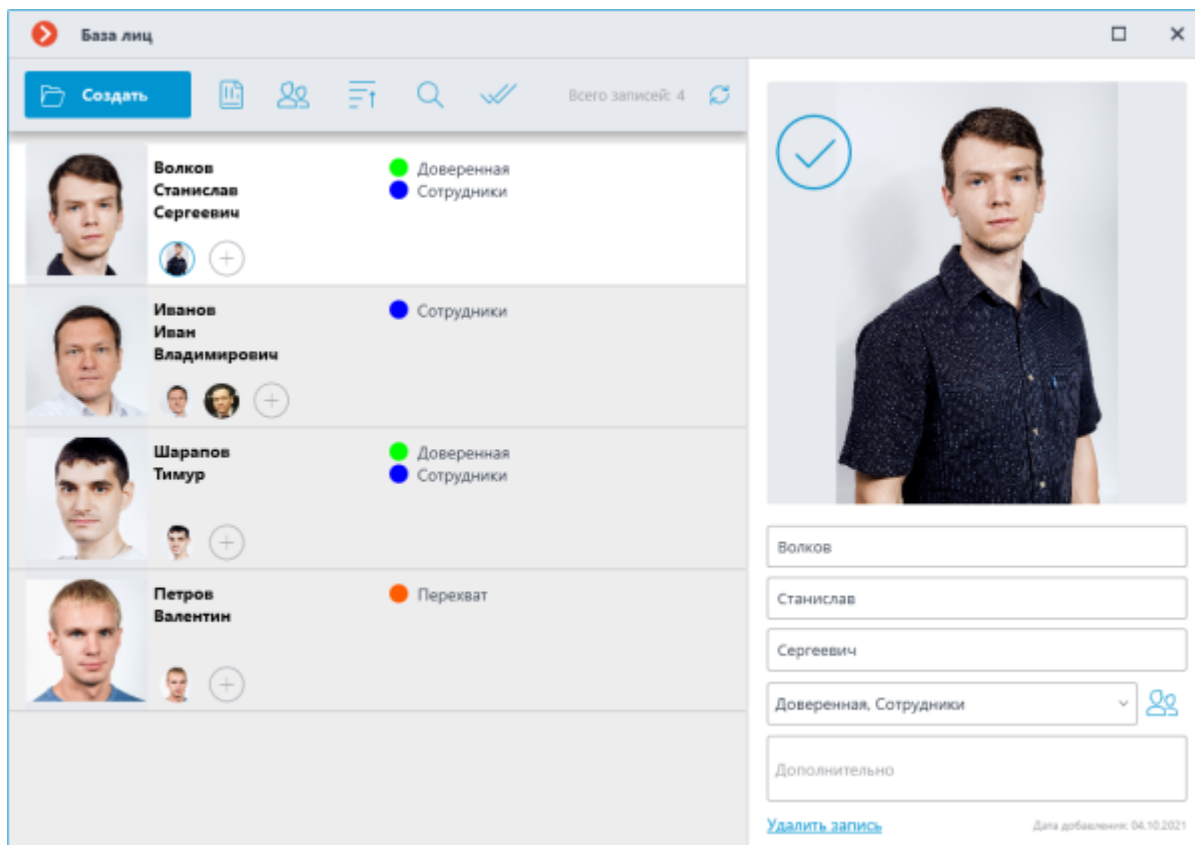 База лиц
Создать
Всего записей: 4
Волков
Станислав
Сергеевич
Доверенная
Сотрудники
Иванов
Иван
Владимирович
Сотрудники
Шарапов
Тимур
Доверенная
Сотрудники
Петров
Валентин
Перехват
Волков
Станислав
Сергеевич
Доверенная, Сотрудники
Дополнительно
Удалить запись
Дата добавления: 04.10.2021